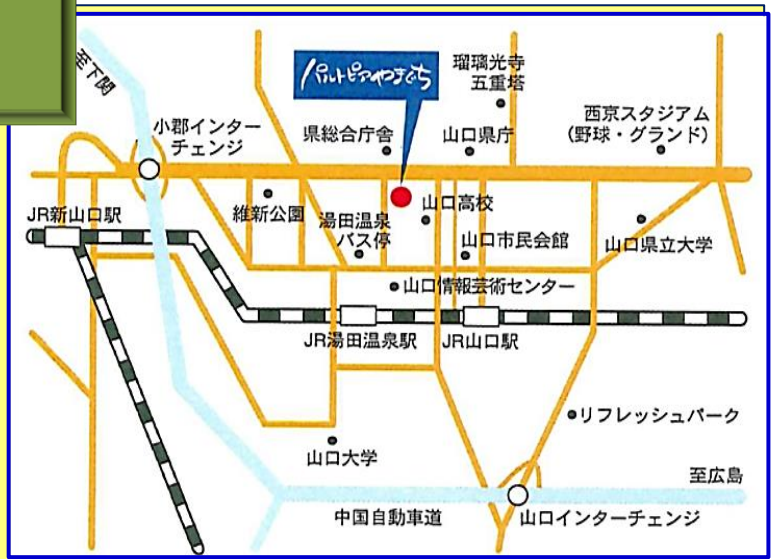 至下関
パルトピアやまぐち
瑠璃光寺
五重塔
小郡インター
チェンジ
県総合庁舎
山口県庁
西京スタジアム
(野球・グランド)
JR新山口駅
維新公園
湯田温泉
バス停
山口高校
山口市民会館
山口県立大学
山口情報芸術センター
JR湯田温泉駅
JR山口駅
リフレッシュパーク
山口大学
至広島
中国自動車道
山口インターチェンジ